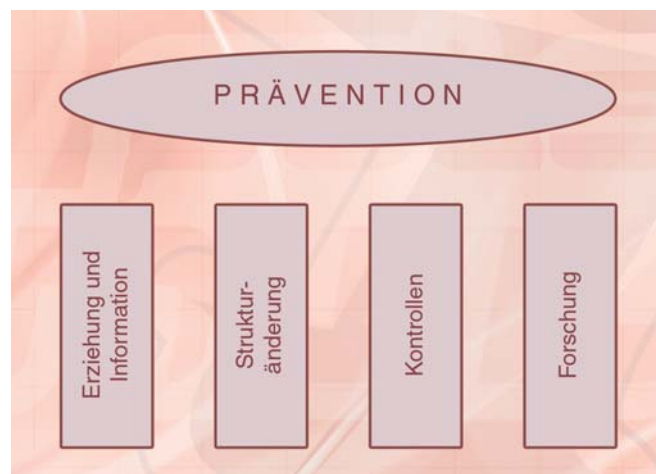 PRÄVENTION
Erziehung und
Information
Struktur-
änderung
Kontrollen
Forschung